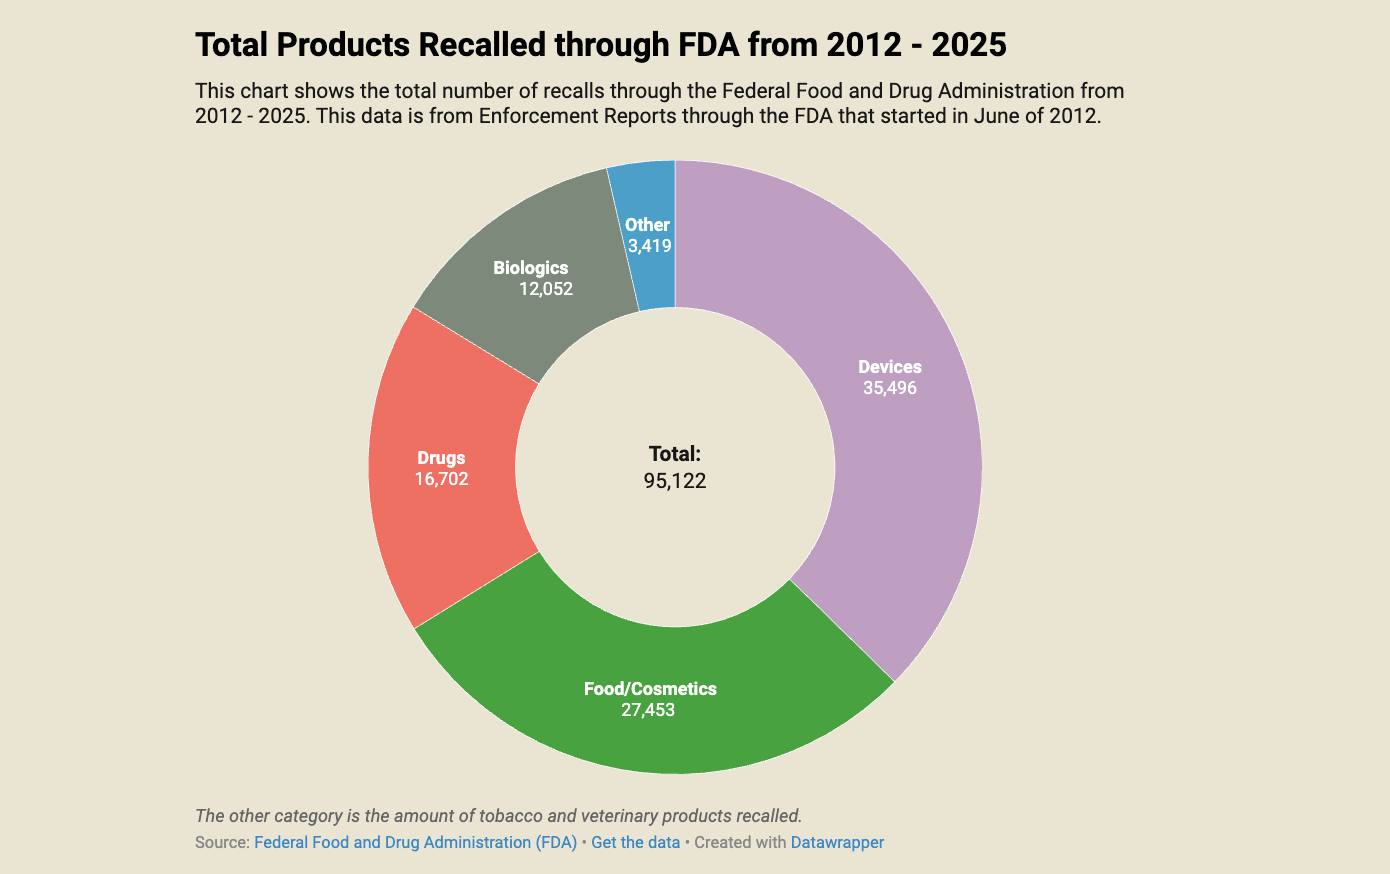 Total Products Recalled through FDA from 2012 - 2025
This chart shows the total number of recalls through the Federal Food and Drug Administration from
2012 - 2025. This data is from Enforcement Reports through the FDA that started in June of 2012.
Other
3,419
Biologics
12,052
Devices
35,496
Total:
95,122
Drugs
16,702
Food/Cosmetics
27,453
The other category is the amount of tobacco and veterinary products recalled.
Source: Federal Food and Drug Administration (FDA) • Get the data • Created with Datawrapper